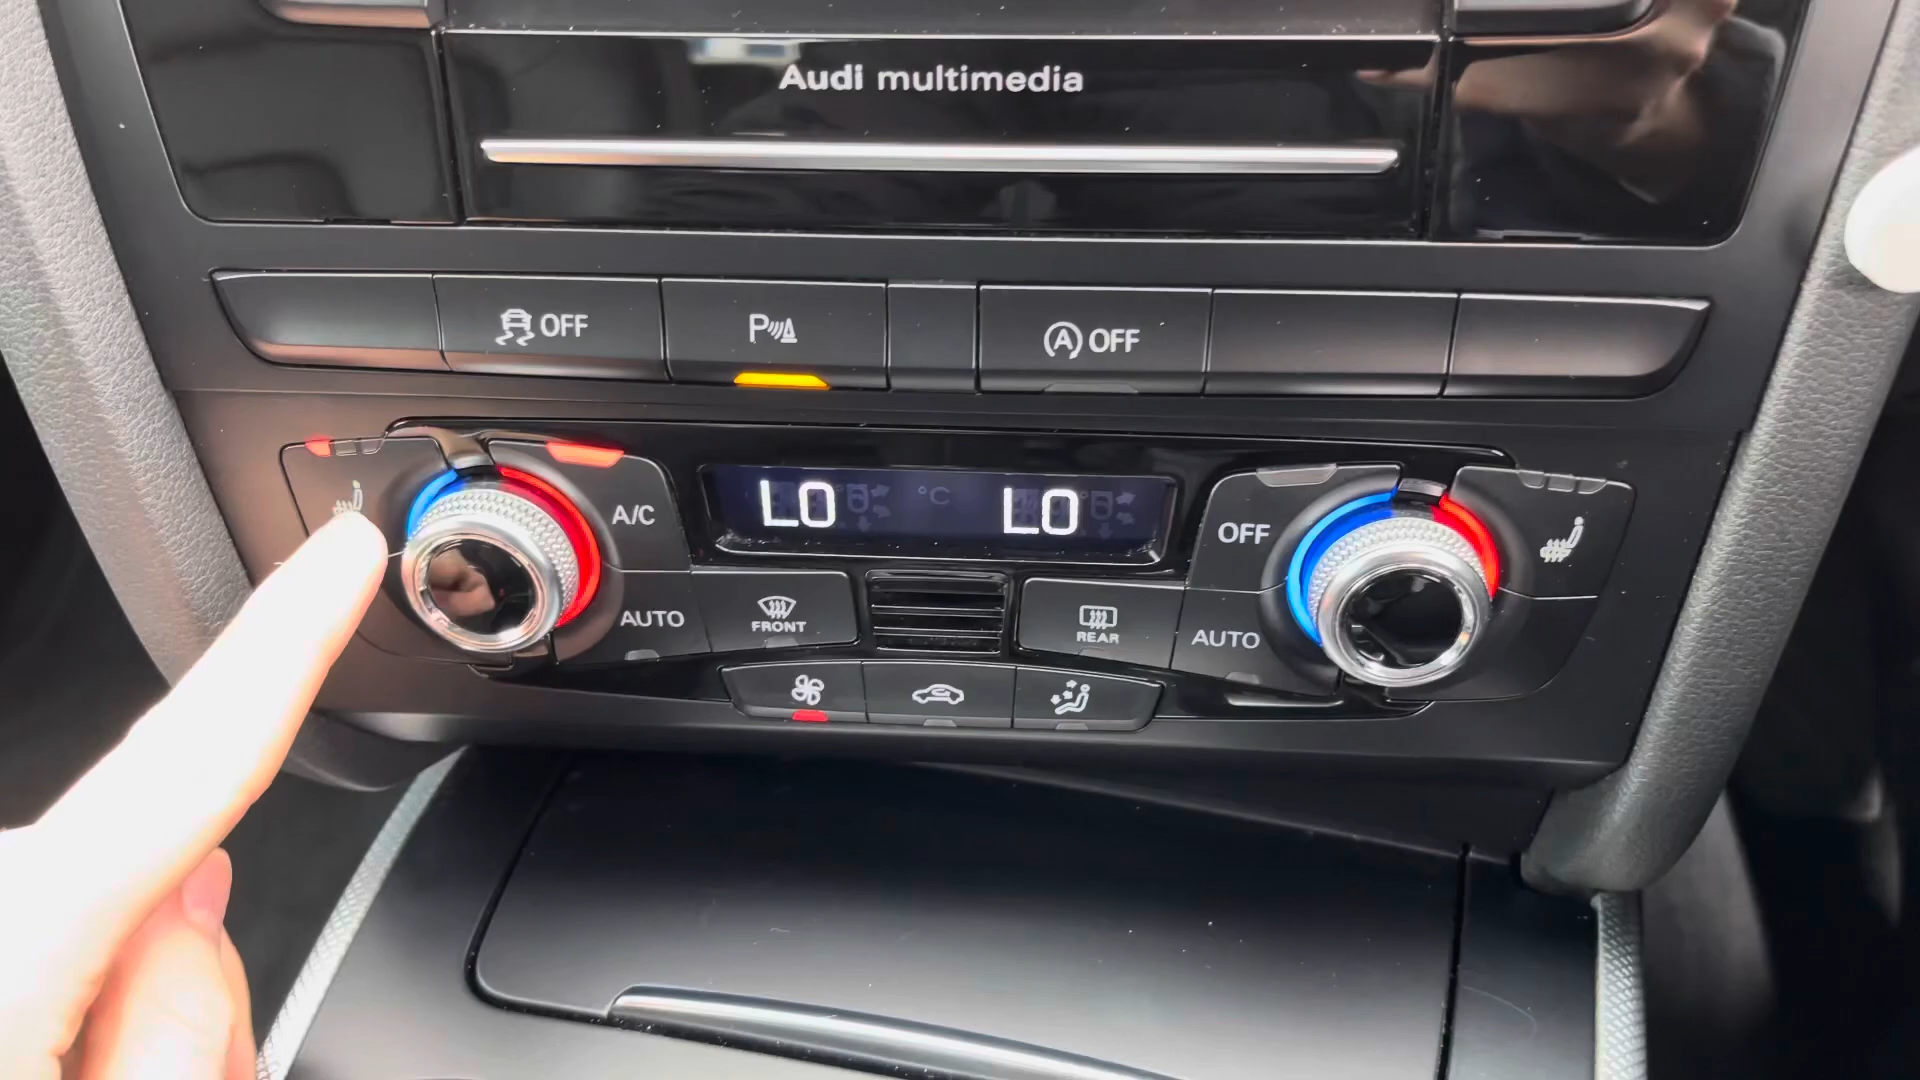 Audi multimedia
OFF
P
A OFF
A/C
LO °C LO
OFF
AUTO
FRONT
REAR
AUTO